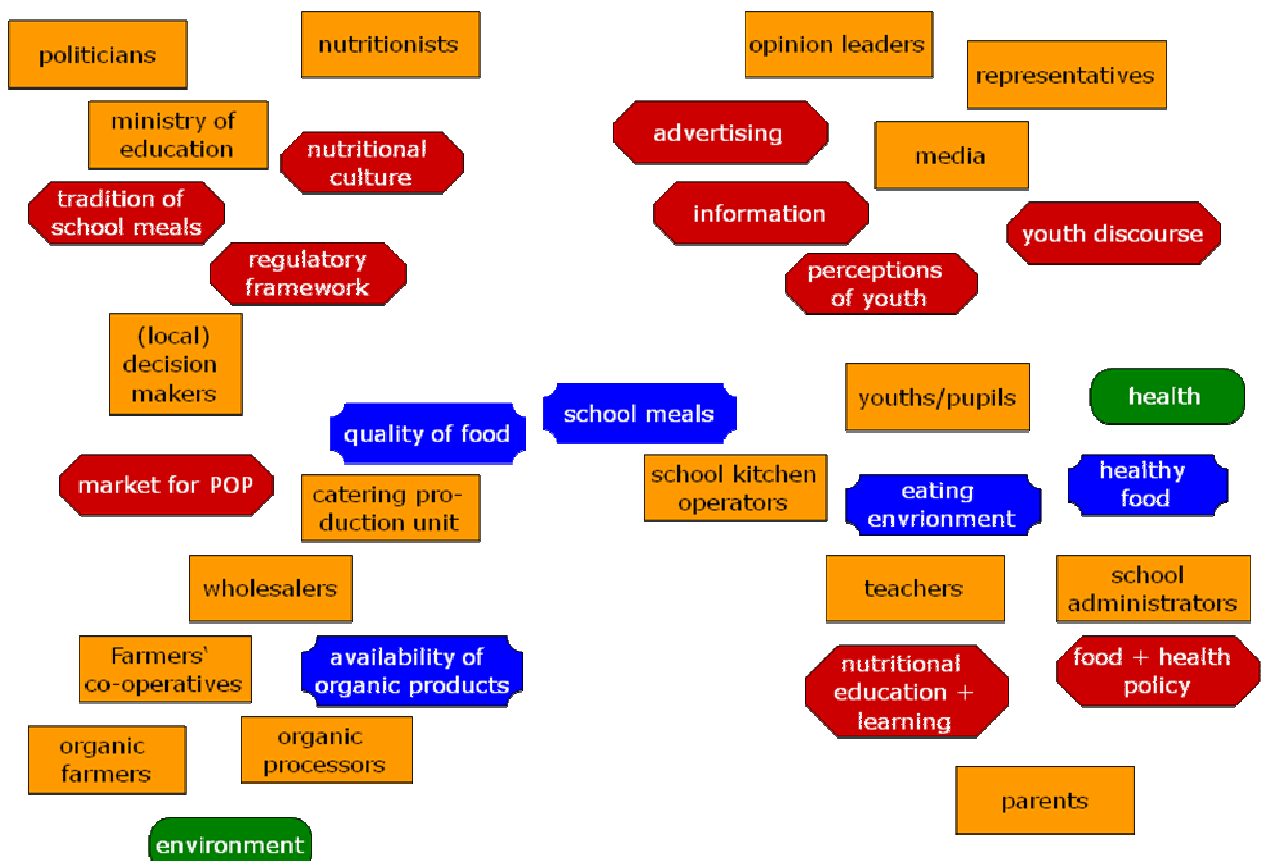 politicians
nutritionists
opinion leaders
representatives
ministry of
education
nutritional
culture
advertising
media
tradition of
school meals
information
youth discourse
regulatory
framework
perceptions
of youth
(local)
decision
makers
quality of food
school meals
youths/pupils
health
market for POP
catering pro-
duction unit
school kitchen
operators
eating
envrionment
healthy
food
wholesalers
teachers
school
administrators
Farmers'
co-operatives
availability of
organic products
nutritional
education +
learning
food + health
policy
organic
farmers
organic
processors
parents
environment